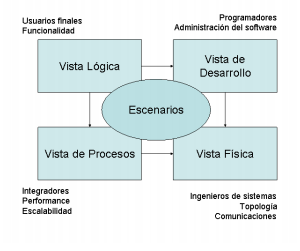 Usuarios finales
Funcionalidad
Programadores
Administración del software
Vista Lógica
Vista de
Desarrollo
Escenarios
Vista de Procesos
Vista Física
Integradores
Performance
Escalabilidad
Ingenieros de sistemas
Topología
Comunicaciones